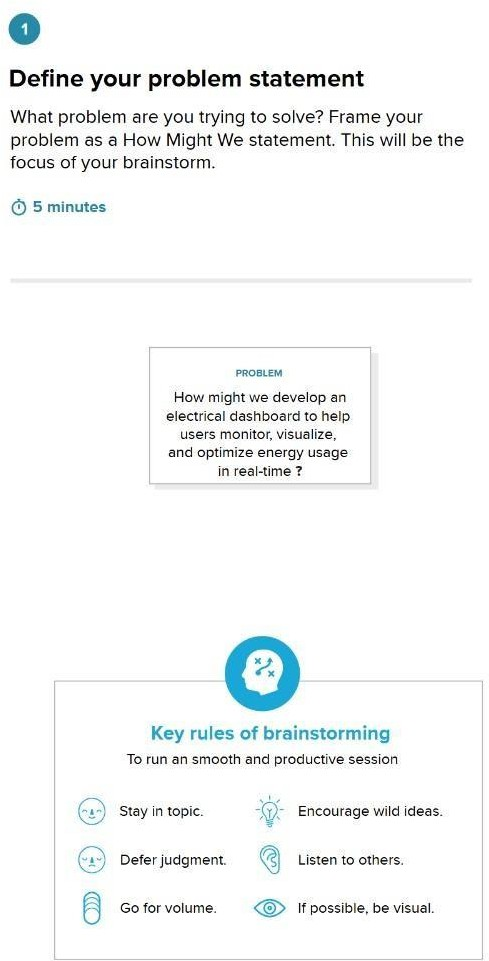 1
Define your problem statement
What problem are you trying to solve? Frame your
problem as a How Might We statement. This will be the
focus of your brainstorm.
5 minutes
PROBLEM
How might we develop an
electrical dashboard to help
users monitor, visualize,
and optimize energy usage
in real-time ?
Key rules of brainstorming
To run an smooth and productive session
Stay in topic.
Encourage wild ideas.
Defer judgment.
Listen to others.
Go for volume.
If possible, be visual.